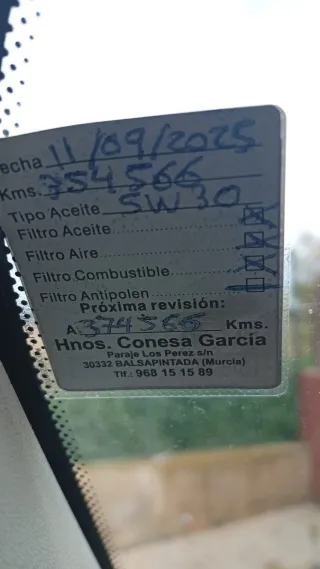 echa 11/09/2025
Kms. 354566
Tipo Aceite 5W30
Filtro Aceite
Filtro Aire
Filtro Combustible
Filtro Antipolen
Próxima revisión:
A 374566 Kms.
Hnos. Conesa García
Paraje Los Perez s/n
30332 BALSAPINTADA (Murcia)
Tlf.: 968 15 15 89